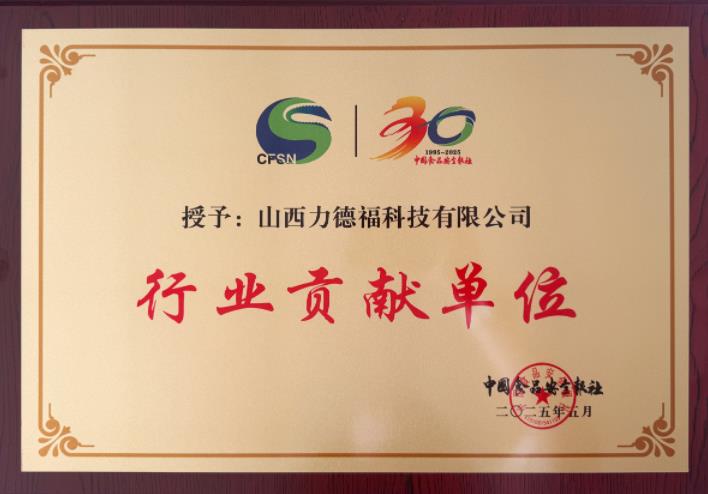 CFSN
30
1995-2025
中国食品安全报社
授予：山西力德福科技有限公司
行业贡献单位
中国食品安全报社
二〇二五年五月